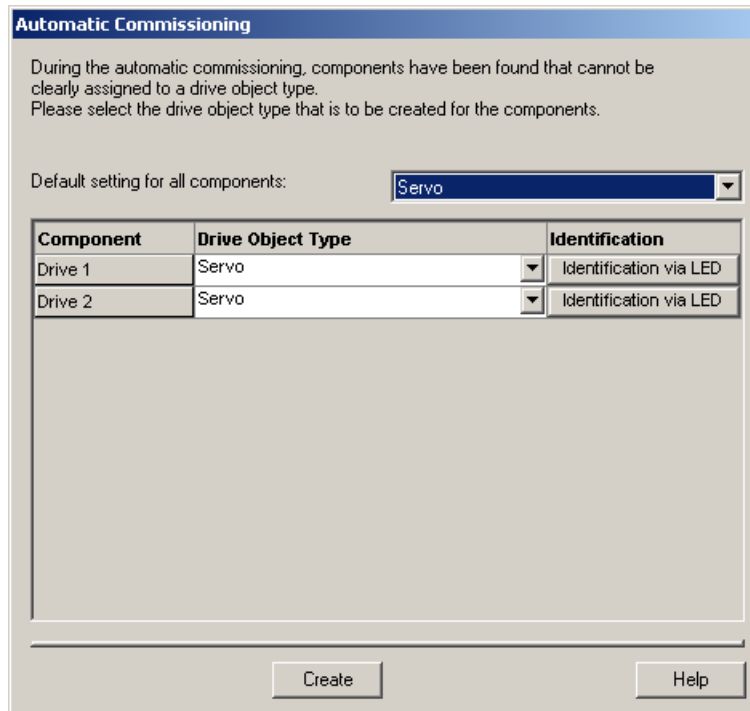 Automatic Commissioning
During the automatic commissioning, components have been found that cannot be
clearly assigned to a drive object type.
Please select the drive object type that is to be created for the components.
Default setting for all components: Servo
Component Drive Object Type Identification
Drive 1 Servo Identification via LED
Drive 2 Servo Identification via LED
Create Help